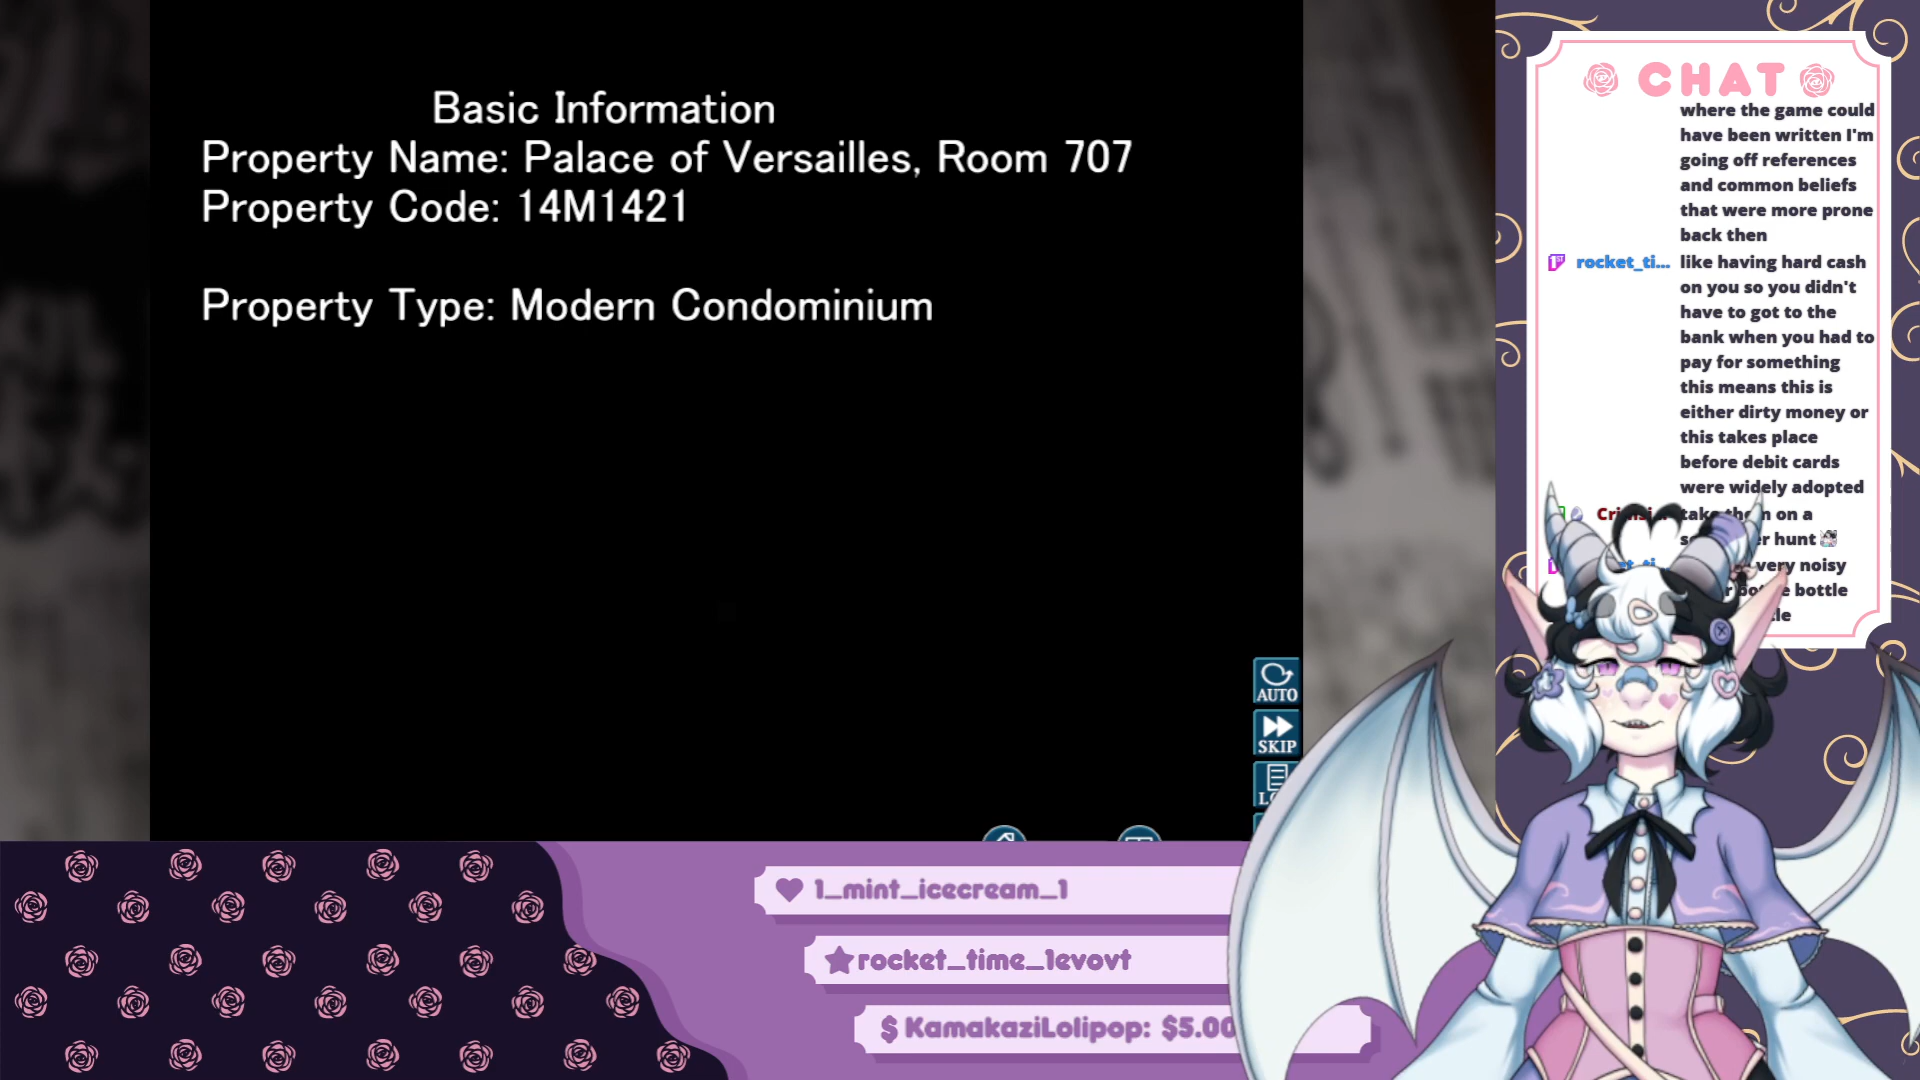 Basic Information
Property Name: Palace of Versailles, Room 707
Property Code: 14M1421
Property Type: Modern Condominium
AUTO
SKIP
CHAT
where the game could
have been written I'm
going off references
and common beliefs
that were more prone
back then
rocket_ti... like having hard cash
on you so you didn't
have to got to the
bank when you had to
pay for something
this means this is
either dirty money or
this takes place
before debit cards
were widely adopted
take them on a
hunt
very noisy
bottle
1_mint_icecream_1
rocket_time_1evovt
$ KamakaziLolipop: $5.00